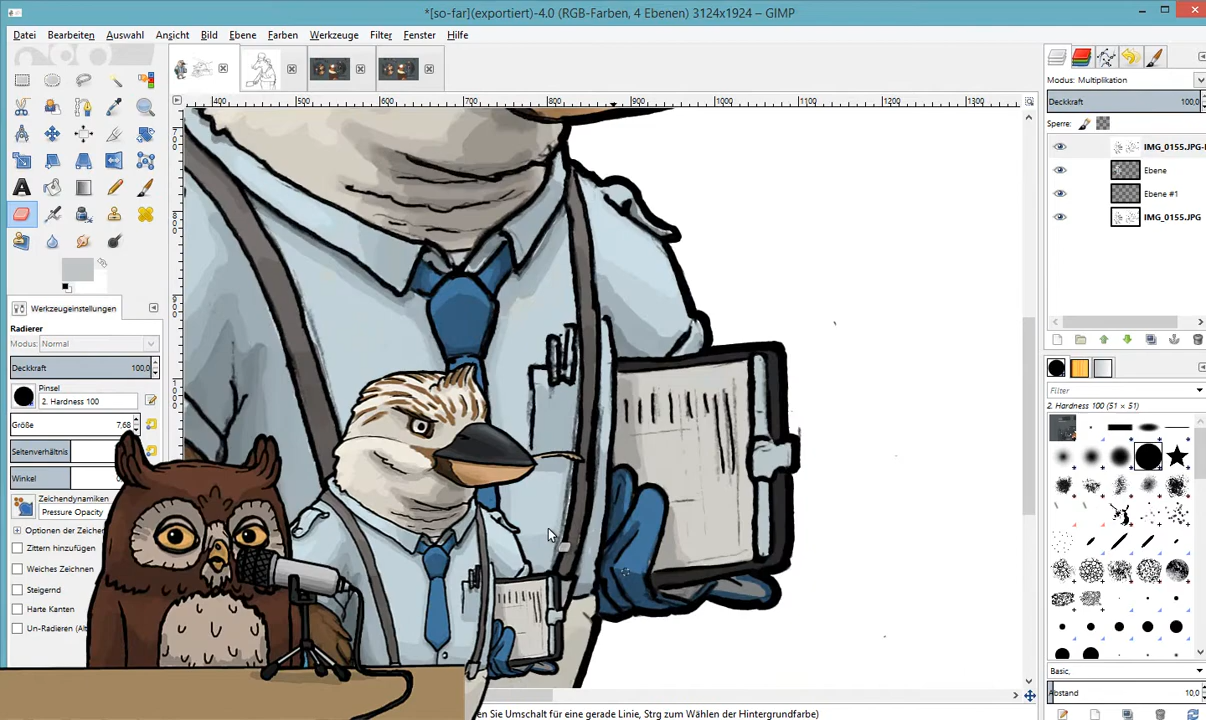 *[so-far](exportiert)-4.0 (RGB-Farben, 4 Ebenen) 3124x1924 – GIMP
Datei Bearbeiten Auswahl Ansicht Bild Ebene Farben Werkzeuge Filter Fenster Hilfe
Modus: Multiplikation
Deckkraft 100,0
Sperre:
400 500 600 700 800 900 1000 1100 1200 1300
IMG_0155.JPG-
Ebene
Ebene #1
IMG_0155.JPG
Werkzeugeinstellungen
Radierer
Modus: Normal
Deckkraft 100,0
Pinsel
2. Hardness 100
Größe 7,68
Seitenverhältnis
Winkel
Zeichendynamiken
Pressure Opacity
Optionen der Zeichen
Zittern hinzufügen
Weiches Zeichnen
Steigernd
Harte Kanten
Un-Radieren (Alt
Filter
2. Hardness 100 (51 × 51)
Basic,
Abstand 10,0
en Sie Umschalt für eine gerade Linie, Strg zum Wählen der Hintergrundfarbe)